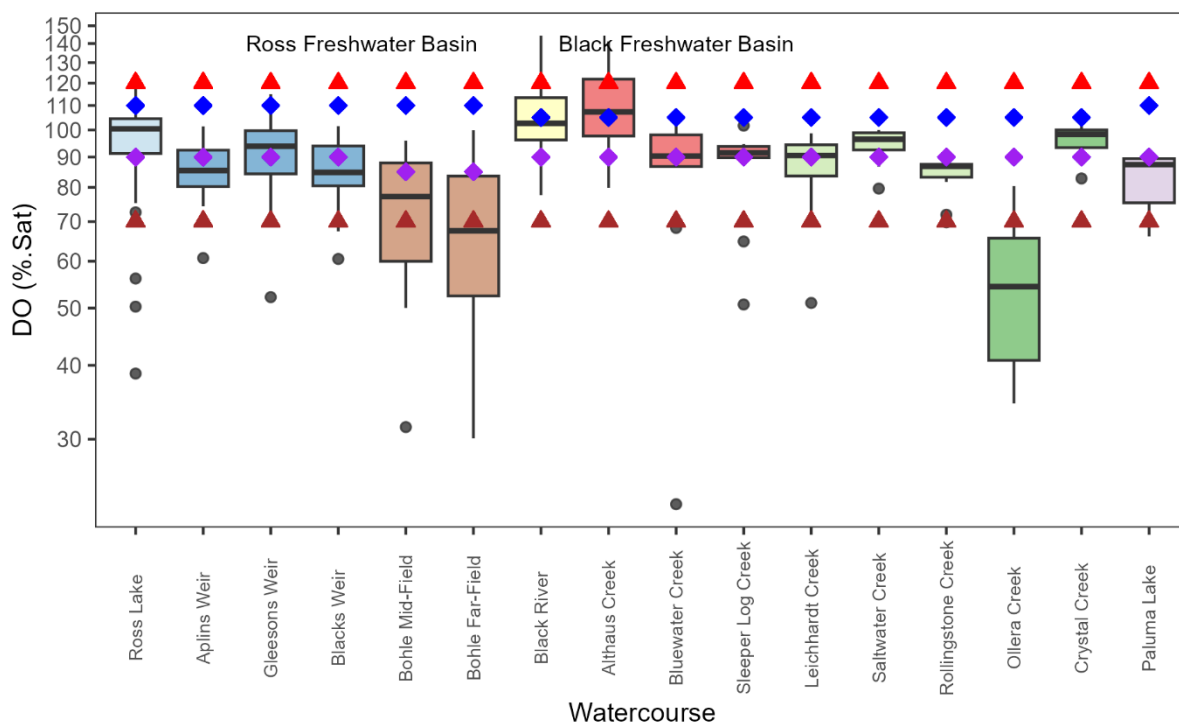 Ross Freshwater Basin
Black Freshwater Basin
DO (%.Sat)
150
140
130
120
110
100
90
80
70
60
50
40
30
Ross Lake
Aplins Weir
Gleesons Weir
Blacks Weir
Bohle Mid-Field
Bohle Far-Field
Black River
Althaus Creek
Bluewater Creek
Sleeper Log Creek
Leichhardt Creek
Saltwater Creek
Rollingstone Creek
Ollera Creek
Crystal Creek
Paluma Lake
Watercourse